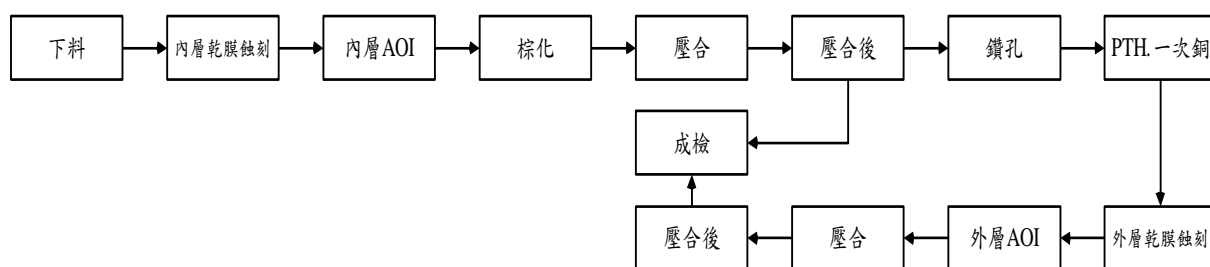 下料
內層乾膜蝕刻
內層AOI
棕化
壓合
壓合後
鑽孔
PTH.一次銅
成檢
壓合後
壓合
外層AOI
外層乾膜蝕刻